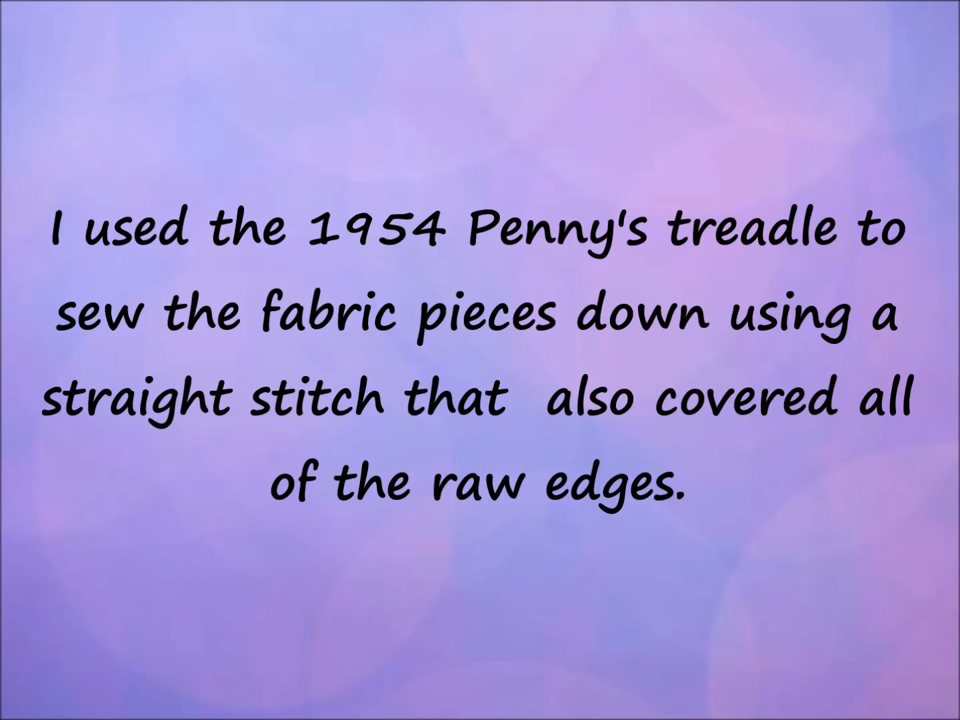 I used the 1954 Penny's treadle to
sew the fabric pieces down using a
straight stitch that  also covered all
of the raw edges.